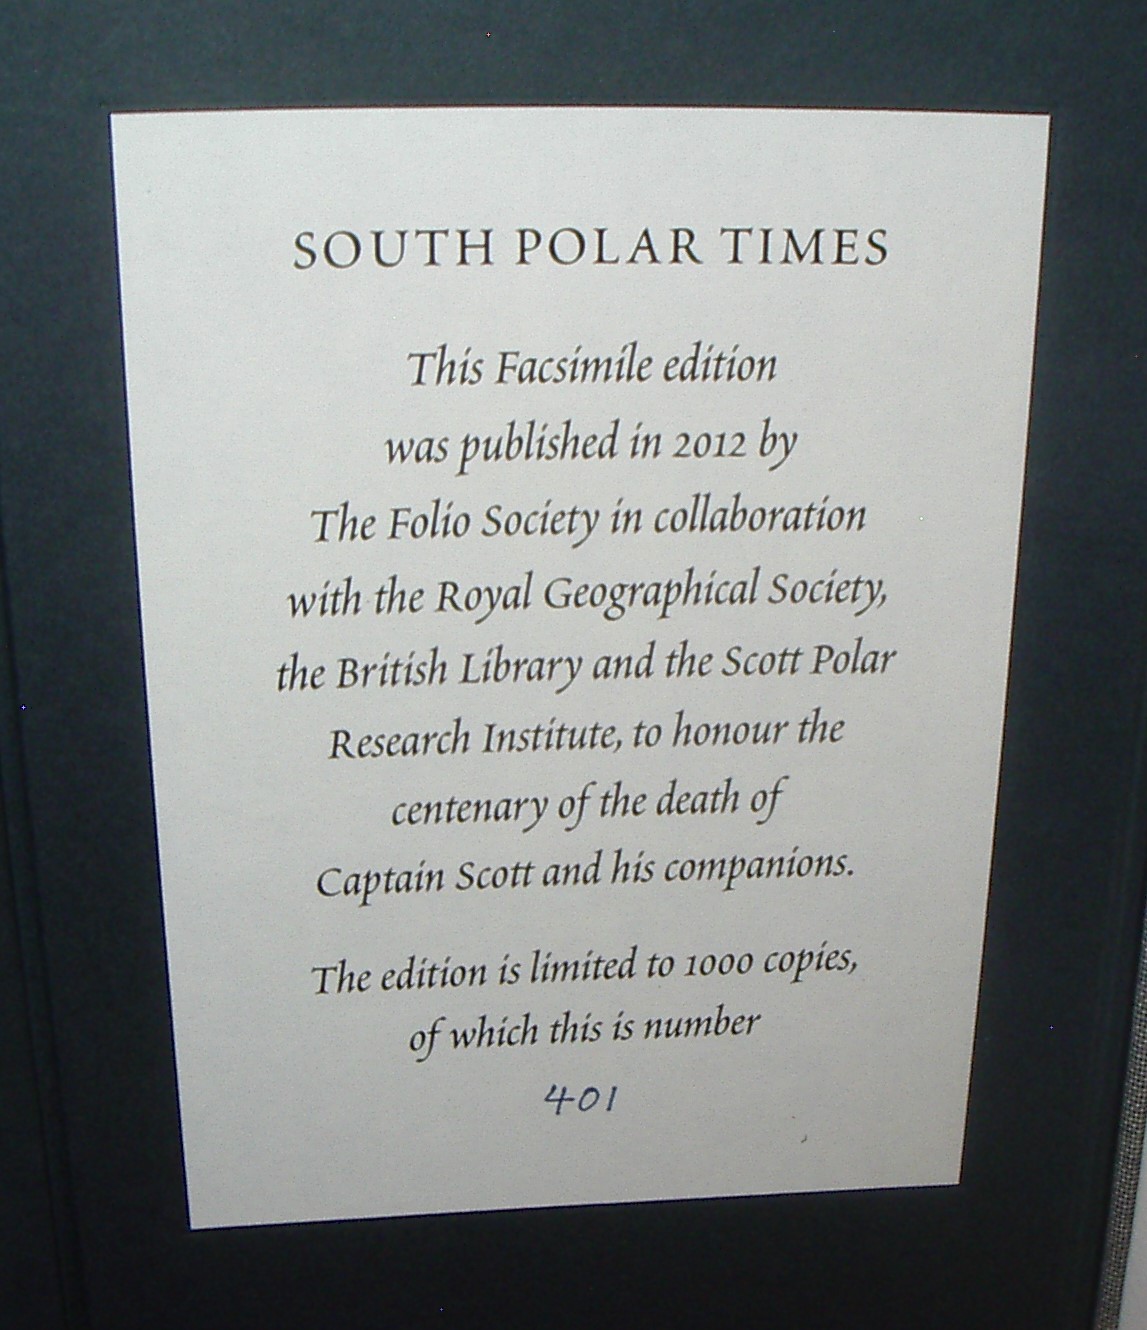 SOUTH POLAR TIMES
This Facsimile edition
was published in 2012 by
The Folio Society in collaboration
with the Royal Geographical Society,
the British Library and the Scott Polar
Research Institute, to honour the
centenary of the death of
Captain Scott and his companions.
The edition is limited to 1000 copies,
of which this is number
401